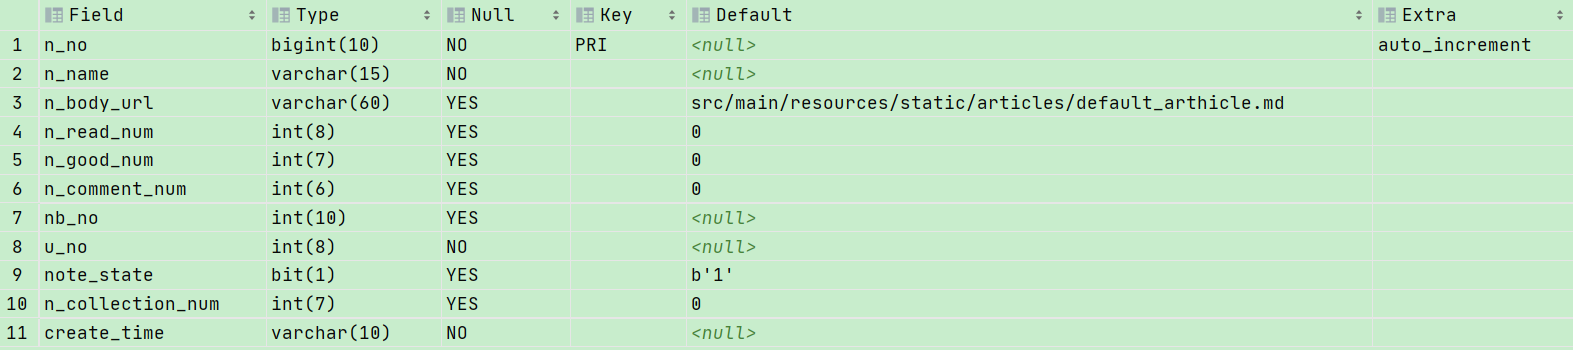 Field Type Null Key Default Extra
1 n_no bigint(10) NO PRI <null> auto_increment
2 n_name varchar(15) NO <null>
3 n_body_url varchar(60) YES src/main/resources/static/articles/default_arthicle.md
4 n_read_num int(8) YES 0
5 n_good_num int(7) YES 0
6 n_comment_num int(6) YES 0
7 nb_no int(10) YES <null>
8 u_no int(8) NO <null>
9 note_state bit(1) YES b'1'
10 n_collection_num int(7) YES 0
11 create_time varchar(10) NO <null>